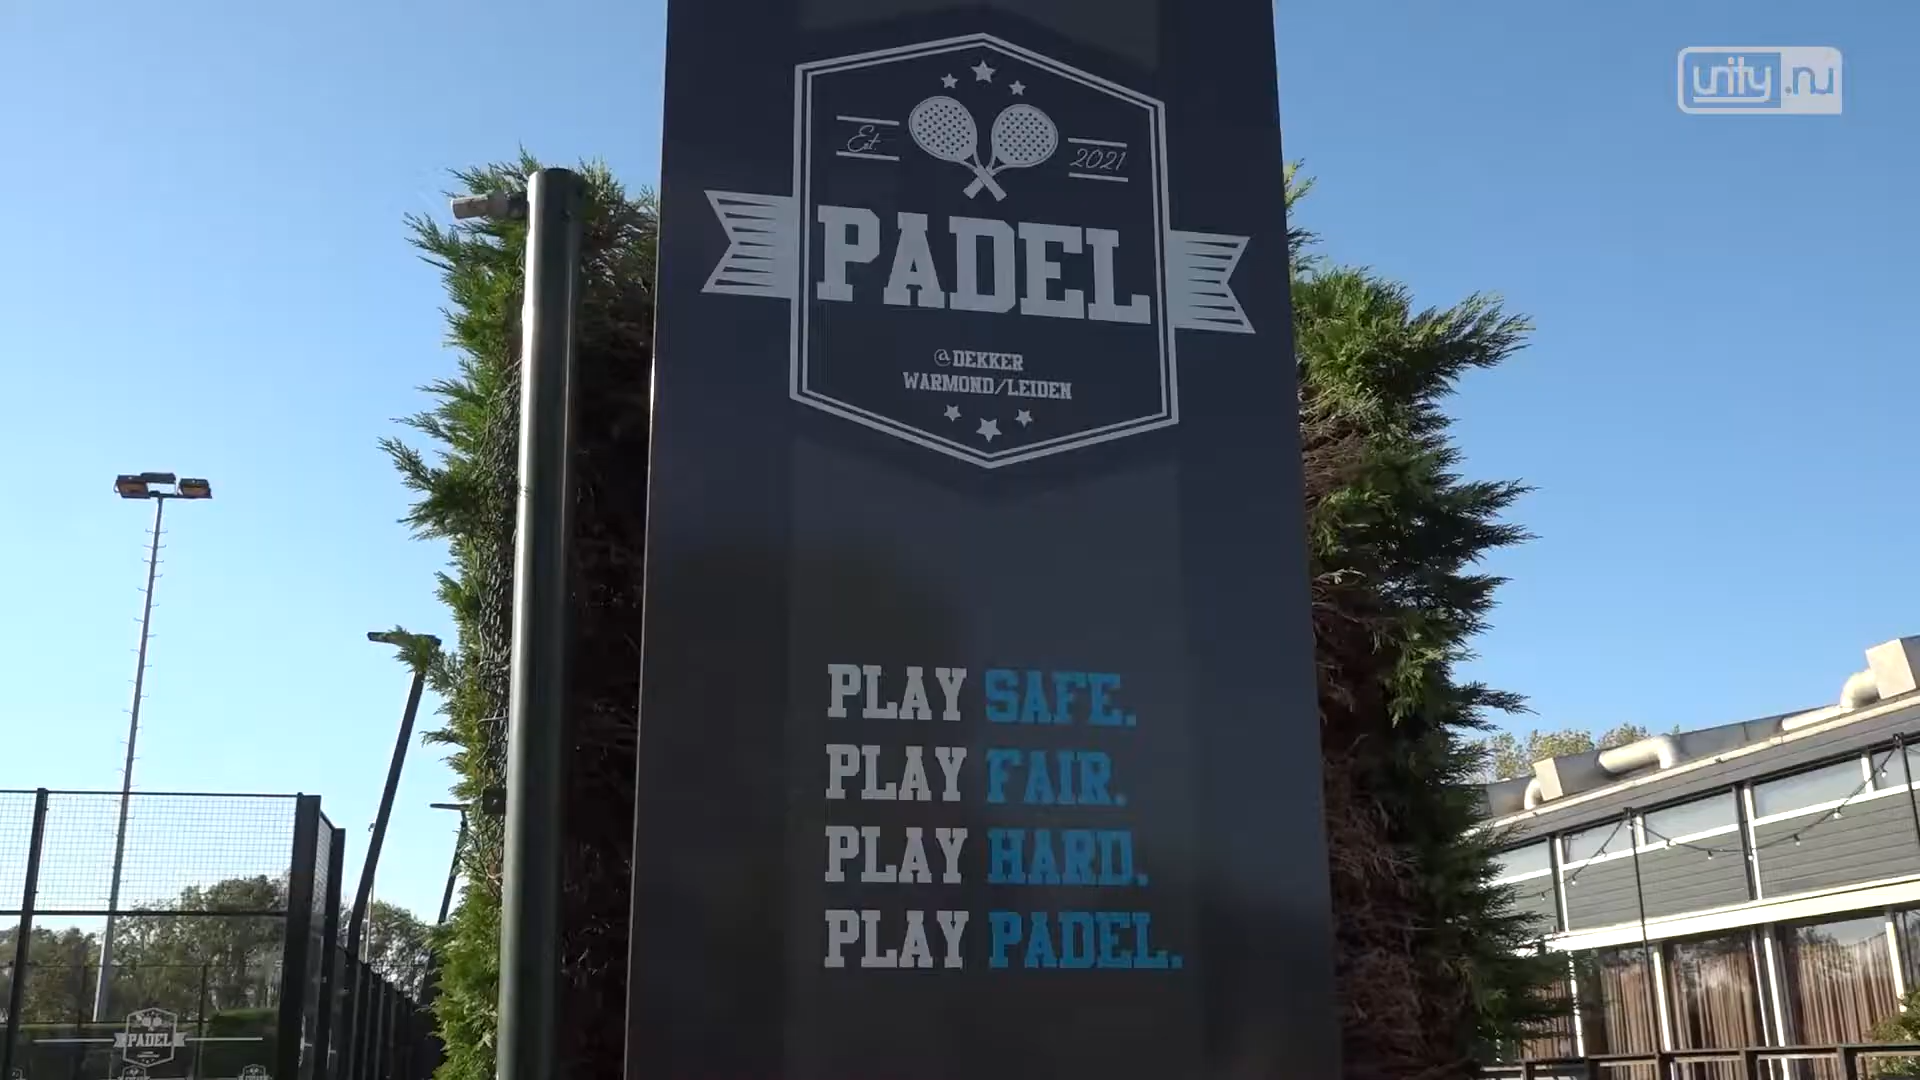 unity.nu
Est. 2021
PADEL
@DEKKER
WARMOND/LEIDEN
PLAY SAFE.
PLAY FAIR.
PLAY HARD.
PLAY PADEL.
PADEL